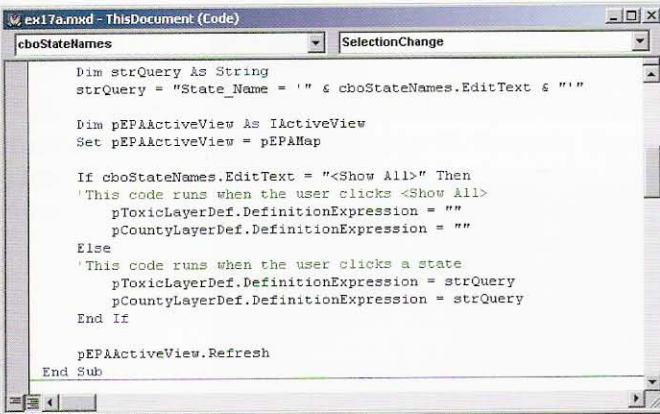 ex17a.mxd - ThisDocument (Code)
cboStateNames SelectionChange
Dim strQuery As String
strQuery = "State_Name = '" & cboStateNames.EditText & "'"
Dim pEPAActiveView As IActiveView
Set pEPAActiveView = pEPAMap
If cboStateNames.EditText = "<Show All>" Then
'This code runs when the user clicks <Show All>
pToxicLayerDef.DefinitionExpression = ""
pCountyLayerDef.DefinitionExpression = ""
Else
'This code runs when the user clicks a state
pToxicLayerDef.DefinitionExpression = strQuery
pCountyLayerDef.DefinitionExpression = strQuery
End If
pEPAActiveView.Refresh
End Sub